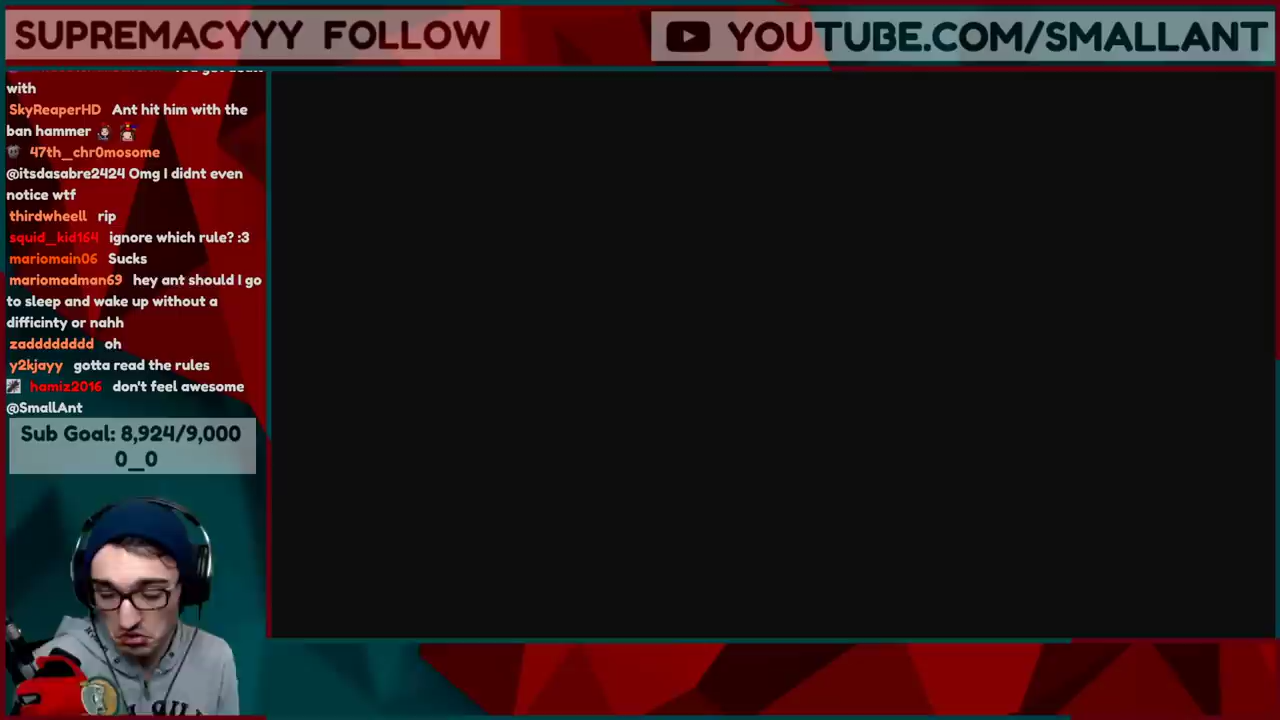 SUPREMACYYY FOLLOW
YOUTUBE.COM/SMALLANT
with
SkyReaperHD Ant hit him with the
ban hammer
47th_chr0mosome
@itsdasabre2424 Omg I didnt even
notice wtf
thirdwheell rip
squid_kid164 ignore which rule? :3
mariomain06 Sucks
mariomadman69 hey ant should I go
to sleep and wake up without a
difficinty or nahh
zadddddddd oh
y2kjayy gotta read the rules
hamiz2016 don't feel awesome
@SmallAnt
Sub Goal: 8,924/9,000
0_0